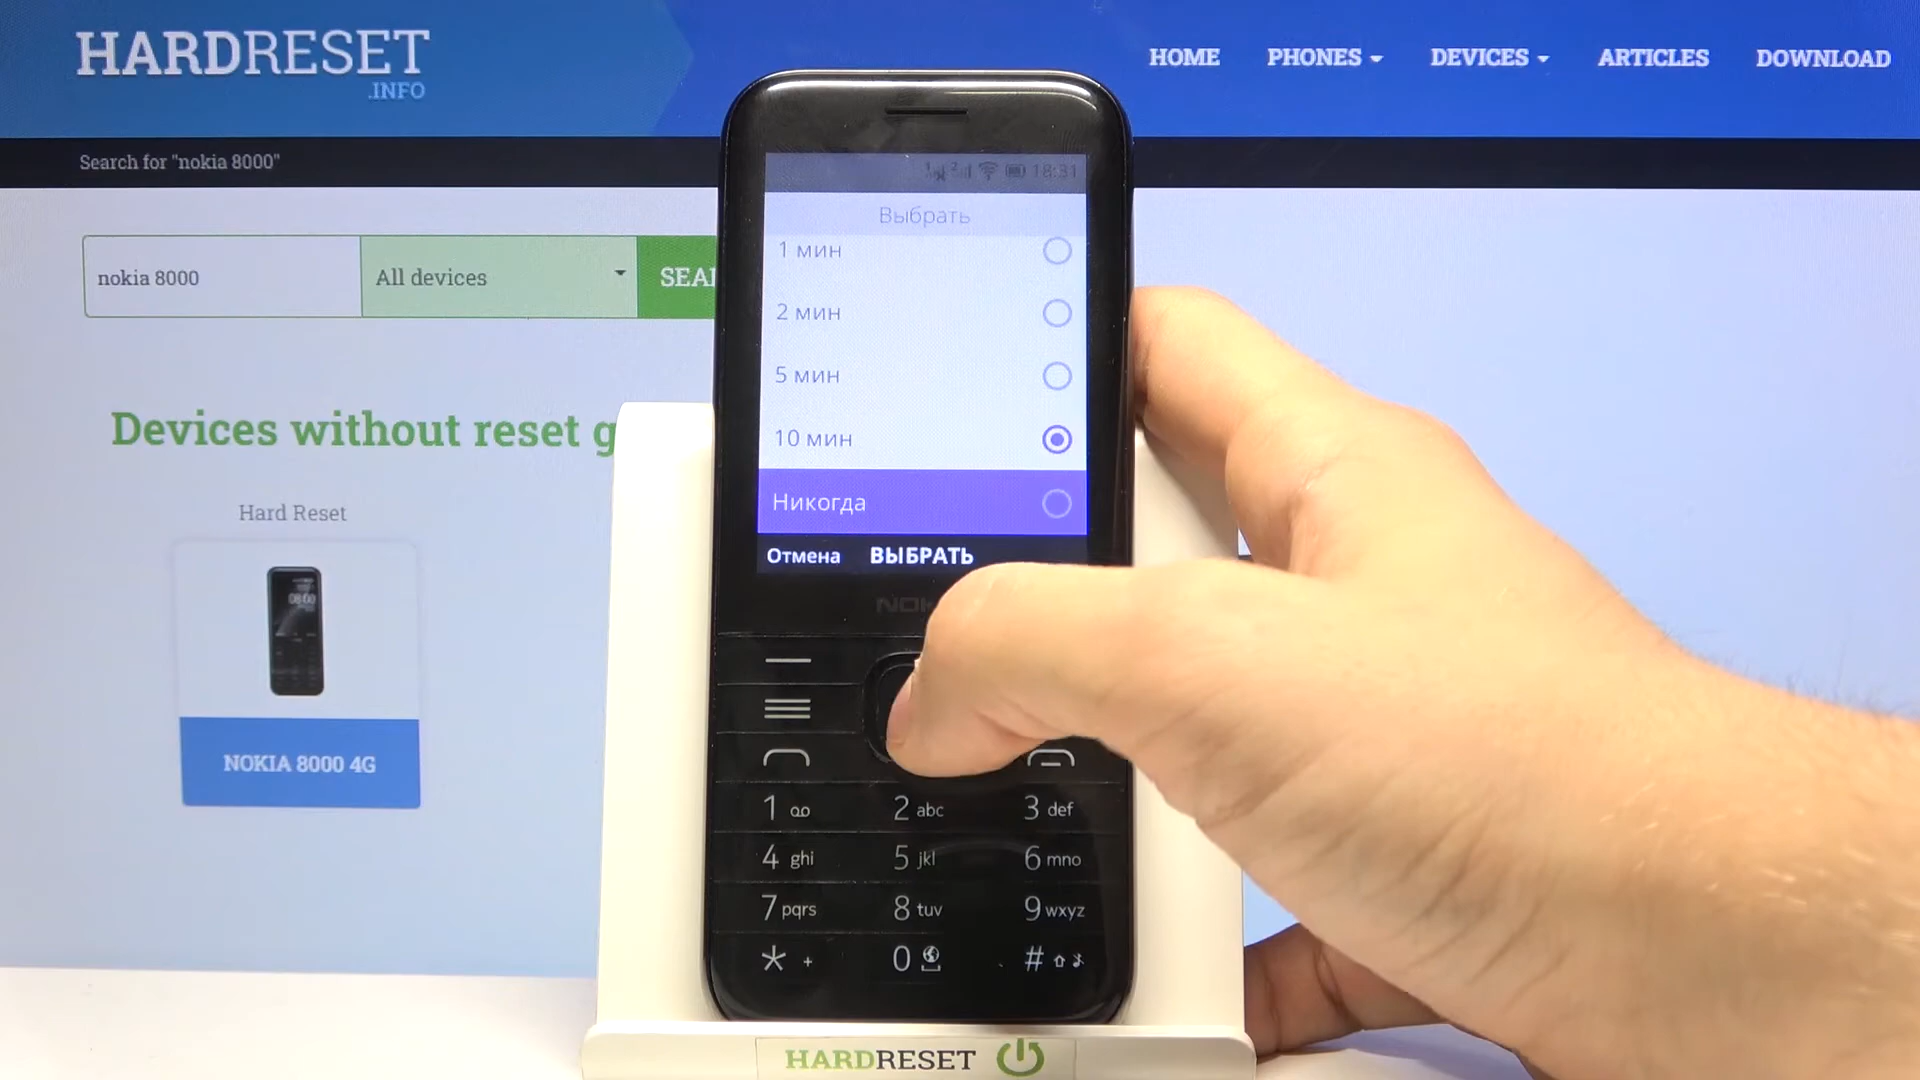 HARDRESET
.INFO
HOME PHONES DEVICES ARTICLES DOWNLOAD
Search for "nokia 8000"
nokia 8000
All devices
Devices without reset
Hard Reset
NOKIA 8000 4G
1 2 18:31
Выбрать
1 мин
2 мин
5 мин
10 мин
Никогда
Отмена ВЫБРАТЬ
1 2 abc 3 def
4 ghi 5 jkl 6 mno
7 pqrs 8 tuv 9 wxyz
* + 0 #
HARDRESET